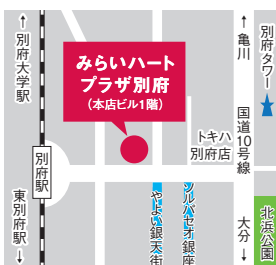 みらいハート
プラザ別府
(本店ビル1階)
↑
別府大学駅
別府駅
東別府駅
↓
↑
亀川
国道10号線
大分
↓
別府タワー
トキハ
別府店
北浜公園
やよい銀天街
ソルパセオ銀座